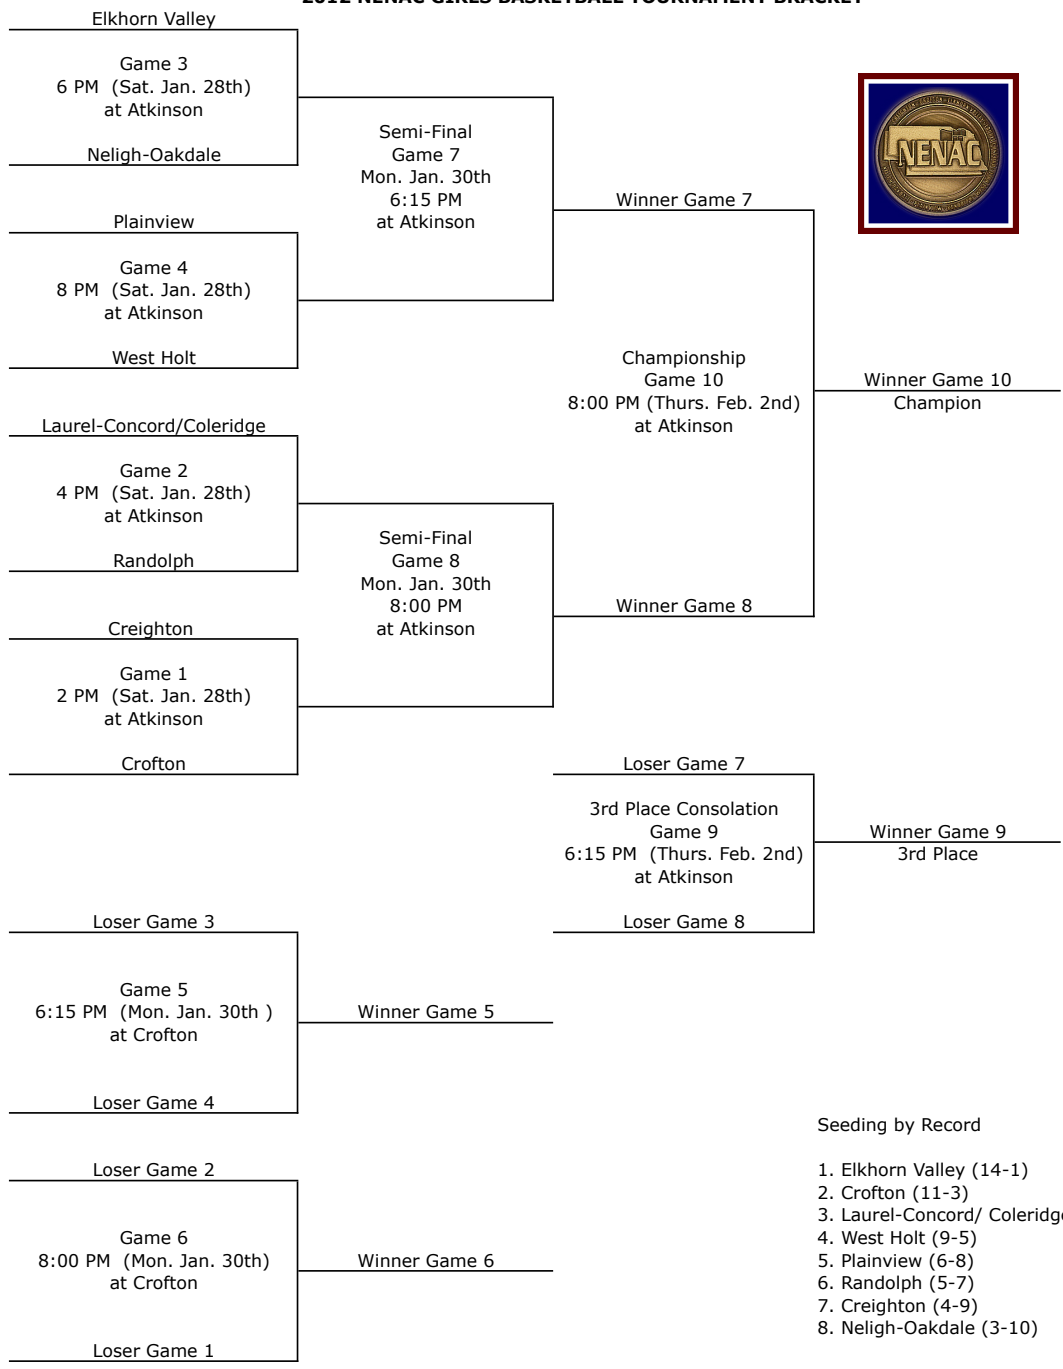 2012 NENAC GIRLS BASKETBALL TOURNAMENT BRACKET
Elkhorn Valley
Game 3
6 PM (Sat. Jan. 28th)
at Atkinson
Neligh-Oakdale
Semi-Final
Game 7
Mon. Jan. 30th
6:15 PM
at Atkinson
NENAC
Winner Game 7
Plainview
Game 4
8 PM (Sat. Jan. 28th)
at Atkinson
West Holt
Championship
Game 10
8:00 PM (Thurs. Feb. 2nd)
at Atkinson
Winner Game 10
Champion
Laurel-Concord/Coleridge
Game 2
4 PM (Sat. Jan. 28th)
at Atkinson
Randolph
Semi-Final
Game 8
Mon. Jan. 30th
8:00 PM
at Atkinson
Winner Game 8
Creighton
Game 1
2 PM (Sat. Jan. 28th)
at Atkinson
Crofton
Loser Game 7
3rd Place Consolation
Game 9
6:15 PM (Thurs. Feb. 2nd)
at Atkinson
Loser Game 8
Winner Game 9
3rd Place
Loser Game 3
Game 5
6:15 PM (Mon. Jan. 30th )
at Crofton
Loser Game 4
Winner Game 5
Loser Game 2
Game 6
8:00 PM (Mon. Jan. 30th)
at Crofton
Loser Game 1
Winner Game 6
Seeding by Record
1. Elkhorn Valley (14-1)
2. Crofton (11-3)
3. Laurel-Concord/ Coleridge
4. West Holt (9-5)
5. Plainview (6-8)
6. Randolph (5-7)
7. Creighton (4-9)
8. Neligh-Oakdale (3-10)